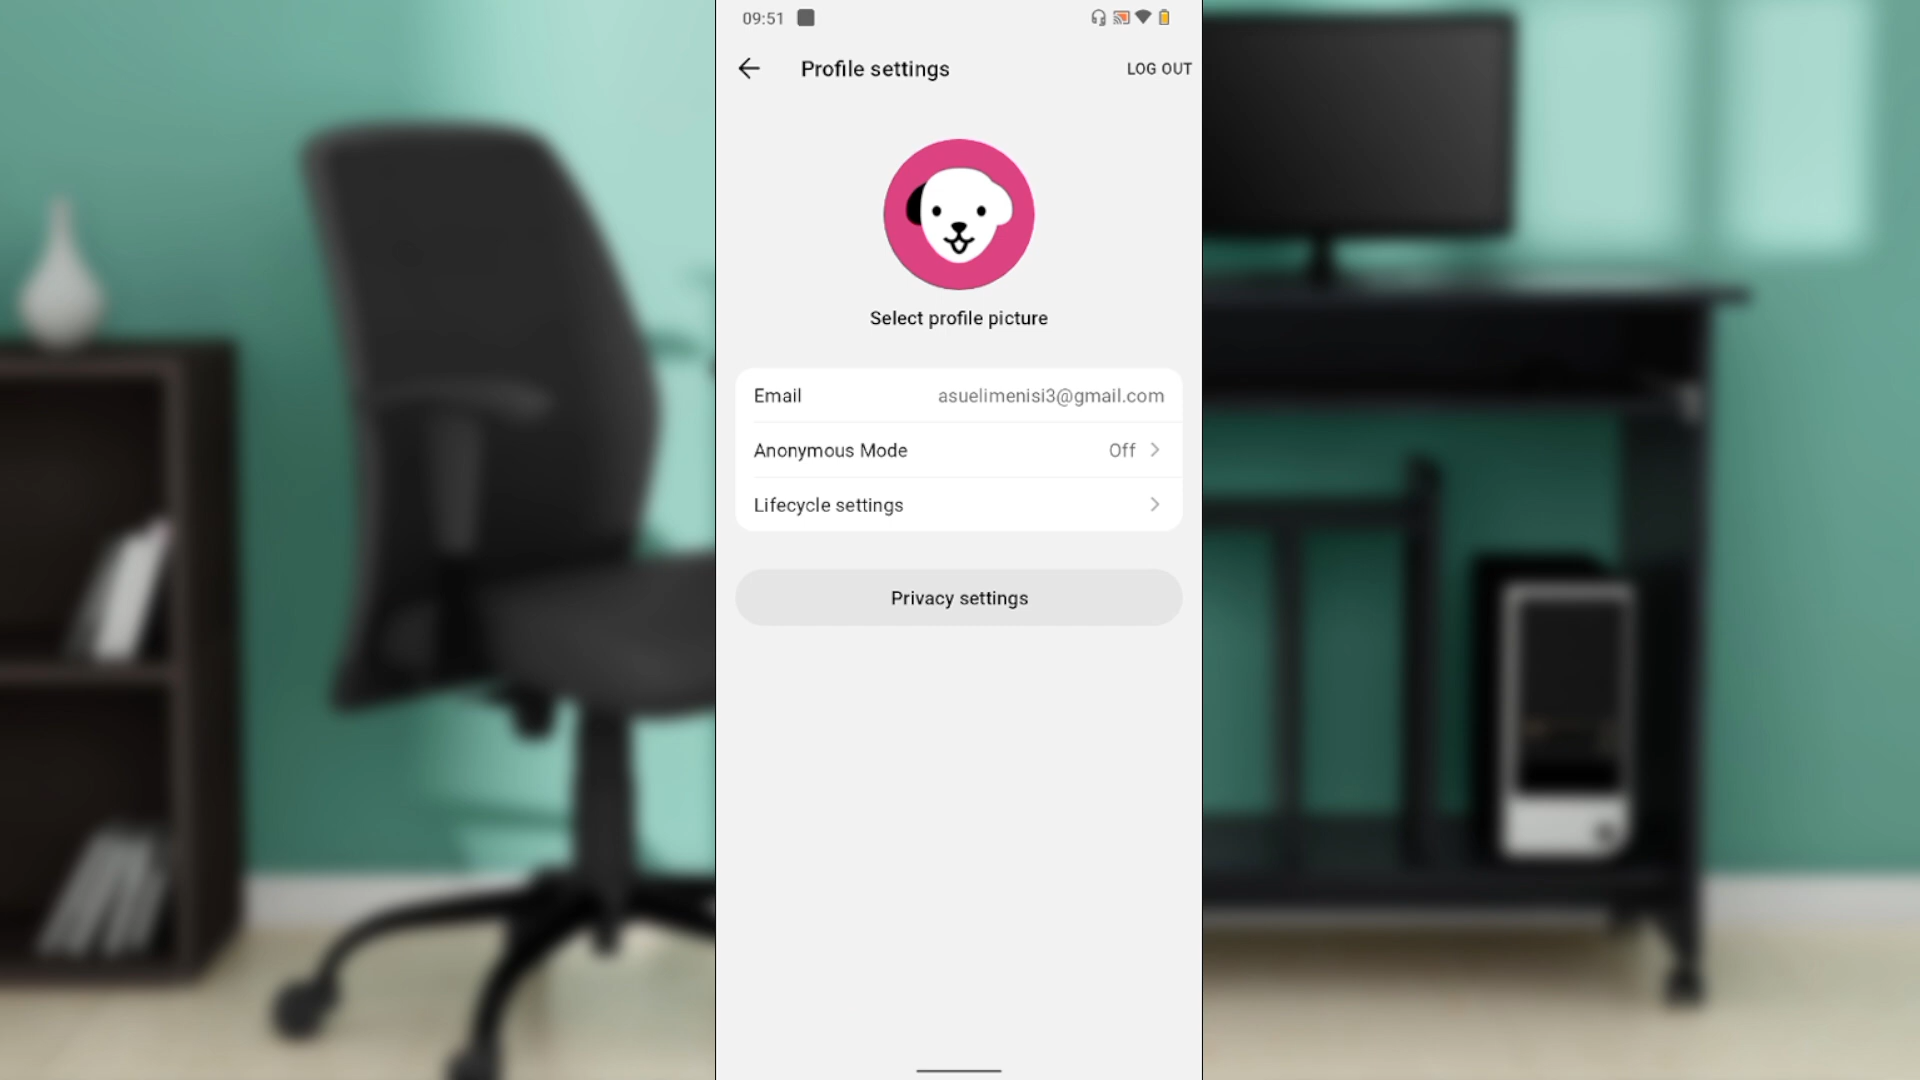 09:51
Profile settings
LOG OUT
Select profile picture
Email asuelimenisi3@gmail.com
Anonymous Mode Off
Lifecycle settings
Privacy settings